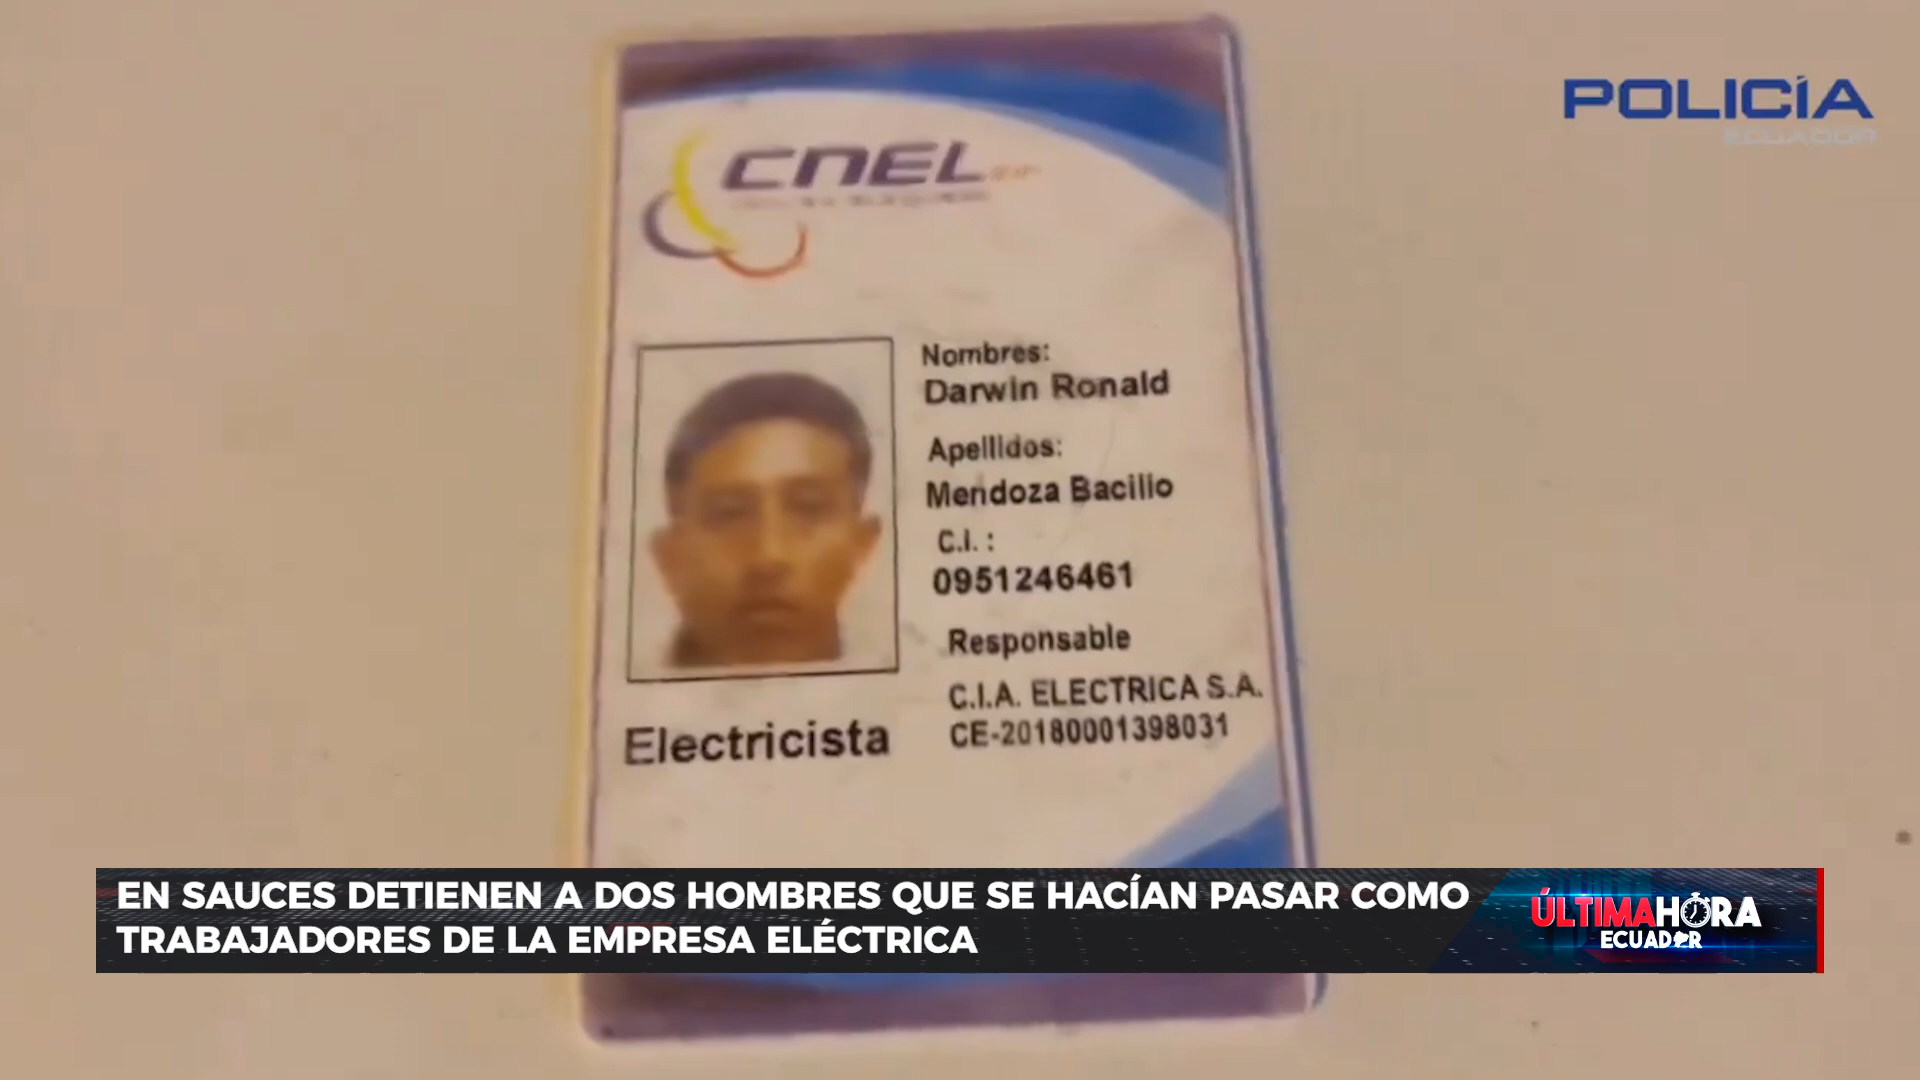 POLICÍA
ECUADOR
CNEL
Nombres:
Darwin Ronald
Apellidos:
Mendoza Bacilio
C.I. :
0951246461
Responsable
C.I.A. ELECTRICA S.A.
CE-20180001398031
Electricista
EN SAUCES DETIENEN A DOS HOMBRES QUE SE HACÍAN PASAR COMO
TRABAJADORES DE LA EMPRESA ELÉCTRICA
ÚLTIMAHORA
ECUADOR